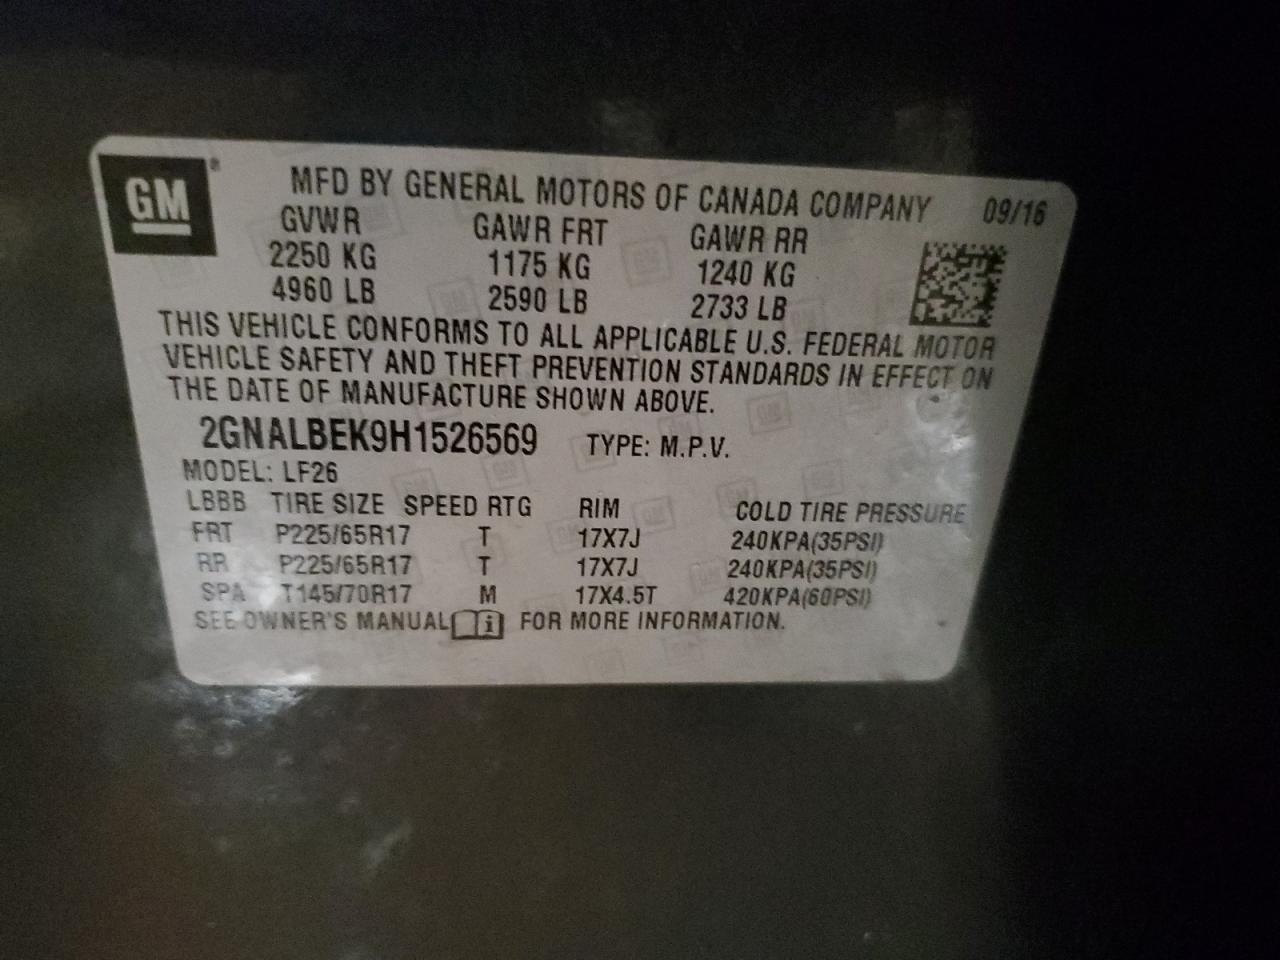 GM®
MFD BY GENERAL MOTORS OF CANADA COMPANY 09/16
GVWR GAWR FRT GAWR RR
2250 KG 1175 KG 1240 KG
4960 LB 2590 LB 2733 LB
THIS VEHICLE CONFORMS TO ALL APPLICABLE U.S. FEDERAL MOTOR
VEHICLE SAFETY AND THEFT PREVENTION STANDARDS IN EFFECT ON
THE DATE OF MANUFACTURE SHOWN ABOVE.
2GNALBEK9H1526569 TYPE: M.P.V.
MODEL: LF26
LBBB TIRE SIZE SPEED RTG RIM COLD TIRE PRESSURE
FRT P225/65R17 T 17X7J 240KPA(35PSI)
RR P225/65R17 T 17X7J 240KPA(35PSI)
SPA T145/70R17 M 17X4.5T 420KPA(60PSI)
SEE OWNER'S MANUAL i FOR MORE INFORMATION.